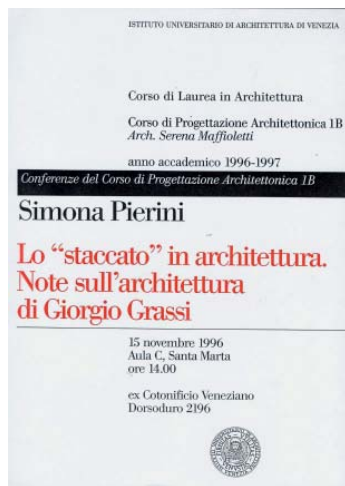 ISTITUTO UNIVERSITARIO DI ARCHITETTURA DI VENEZIA
Corso di Laurea in Architettura
Corso di Progettazione Architettonica 1B
Arch. Serena Maffioletti
anno accademico 1996-1997
Conferenze del Corso di Progettazione Architettonica 1B
Simona Pierini
Lo “staccato” in architettura.
Note sull’architettura
di Giorgio Grassi
15 novembre 1996
Aula C, Santa Marta
ore 14.00
ex Cotonificio Veneziano
Dorsoduro 2196